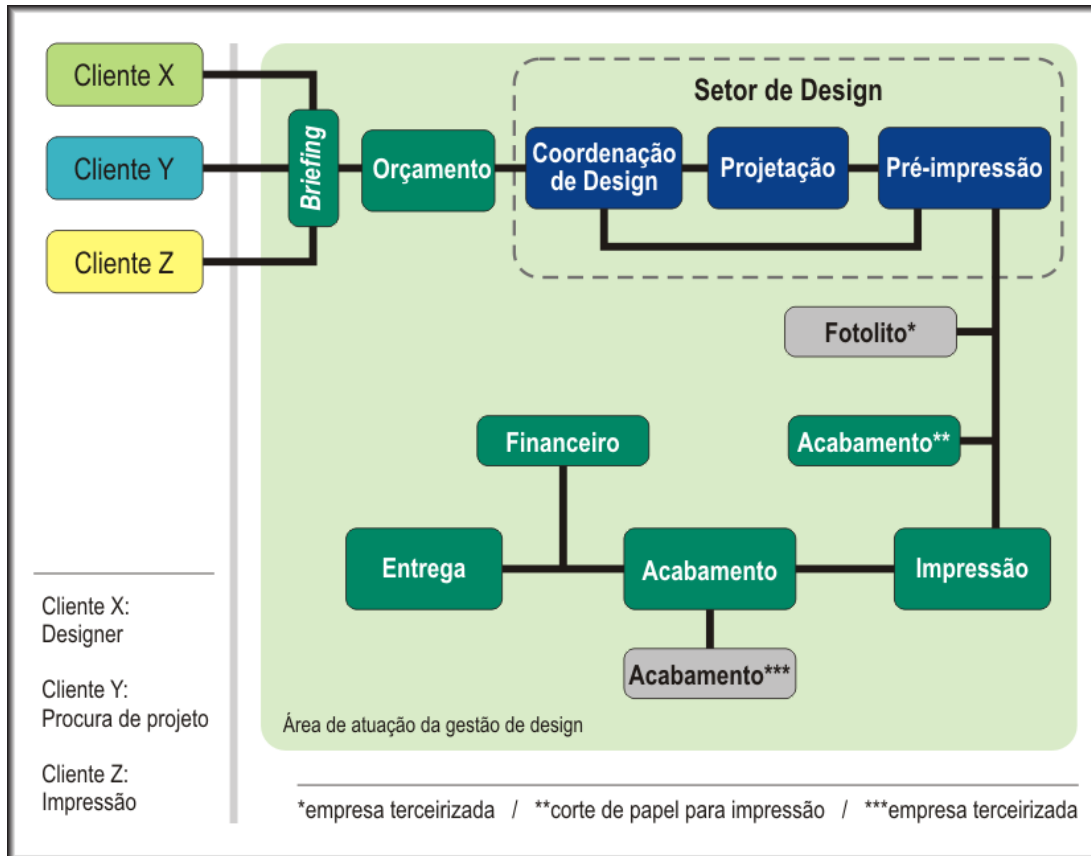 Cliente X
Cliente Y
Cliente Z
Briefing
Orçamento
Setor de Design
Coordenação
de Design
Projetação
Pré-impressão
Fotolito*
Acabamento**
Financeiro
Entrega
Acabamento
Impressão
Acabamento***
Área de atuação da gestão de design
Cliente X:
Designer
Cliente Y:
Procura de projeto
Cliente Z:
Impressão
*empresa terceirizada / **corte de papel para impressão / ***empresa terceirizada